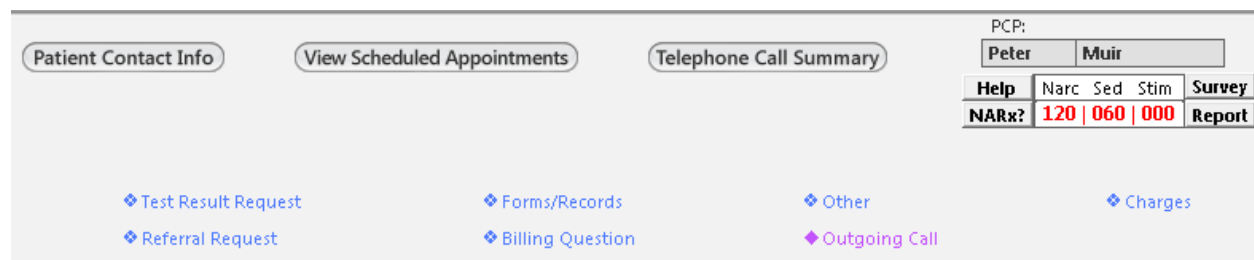 PCP:
Patient Contact Info View Scheduled Appointments Telephone Call Summary Peter Muir
Help Narc Sed Stim Survey
NARx? 120 | 060 | 000 Report
Test Result Request Forms/Records Other Charges
Referral Request Billing Question Outgoing Call